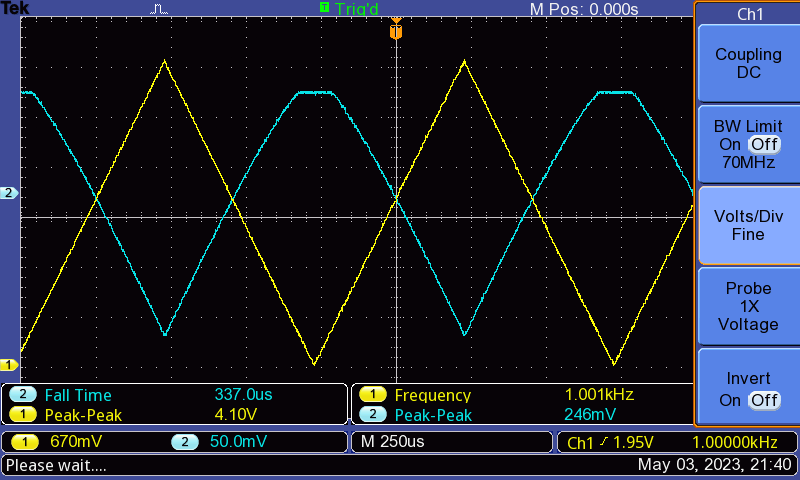 Tek T Trig'd M Pos: 0.000s Ch1
T
Coupling
DC
BW Limit
On Off
70MHz
2
Volts/Div
Fine
Probe
1X
Voltage
1
Invert
On Off
2 Fall Time 337.0us 1 Frequency 1.001kHz
1 Peak-Peak 4.10V 2 Peak-Peak 246mV
1 670mV 2 50.0mV M 250us Ch1 1.95V 1.00000kHz
Please wait.... May 03, 2023, 21:40